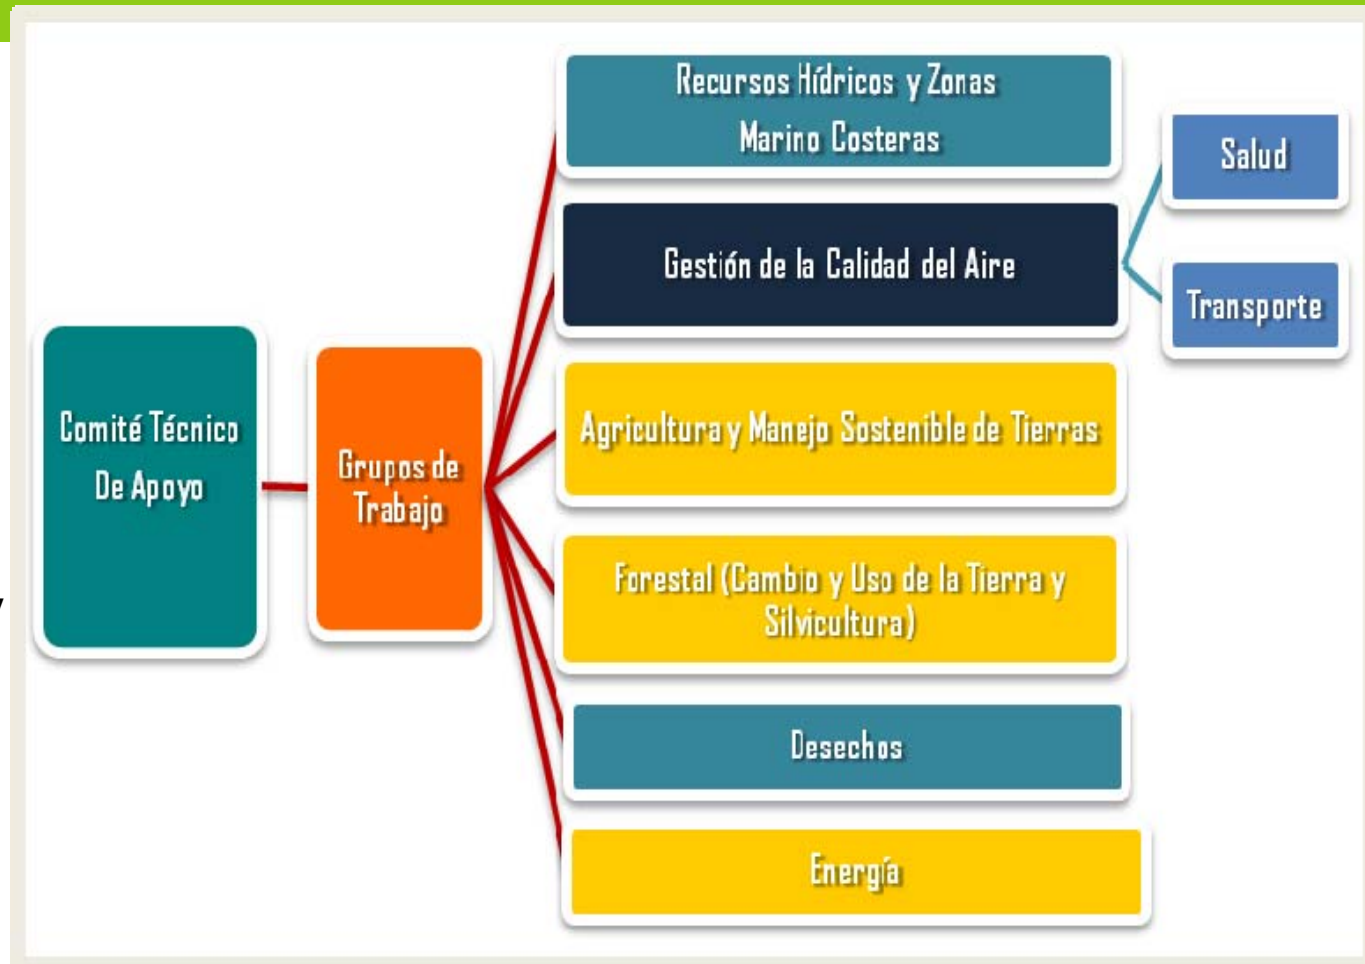 Comité Técnico
De Apoyo
Grupos de
Trabajo
Recursos Hídricos y Zonas
Marino Costeras
Gestión de la Calidad del Aire
Salud
Transporte
Agricultura y Manejo Sostenible de Tierras
Forestal (Cambio y Uso de la Tierra y
Silvicultura)
Desechos
Energía